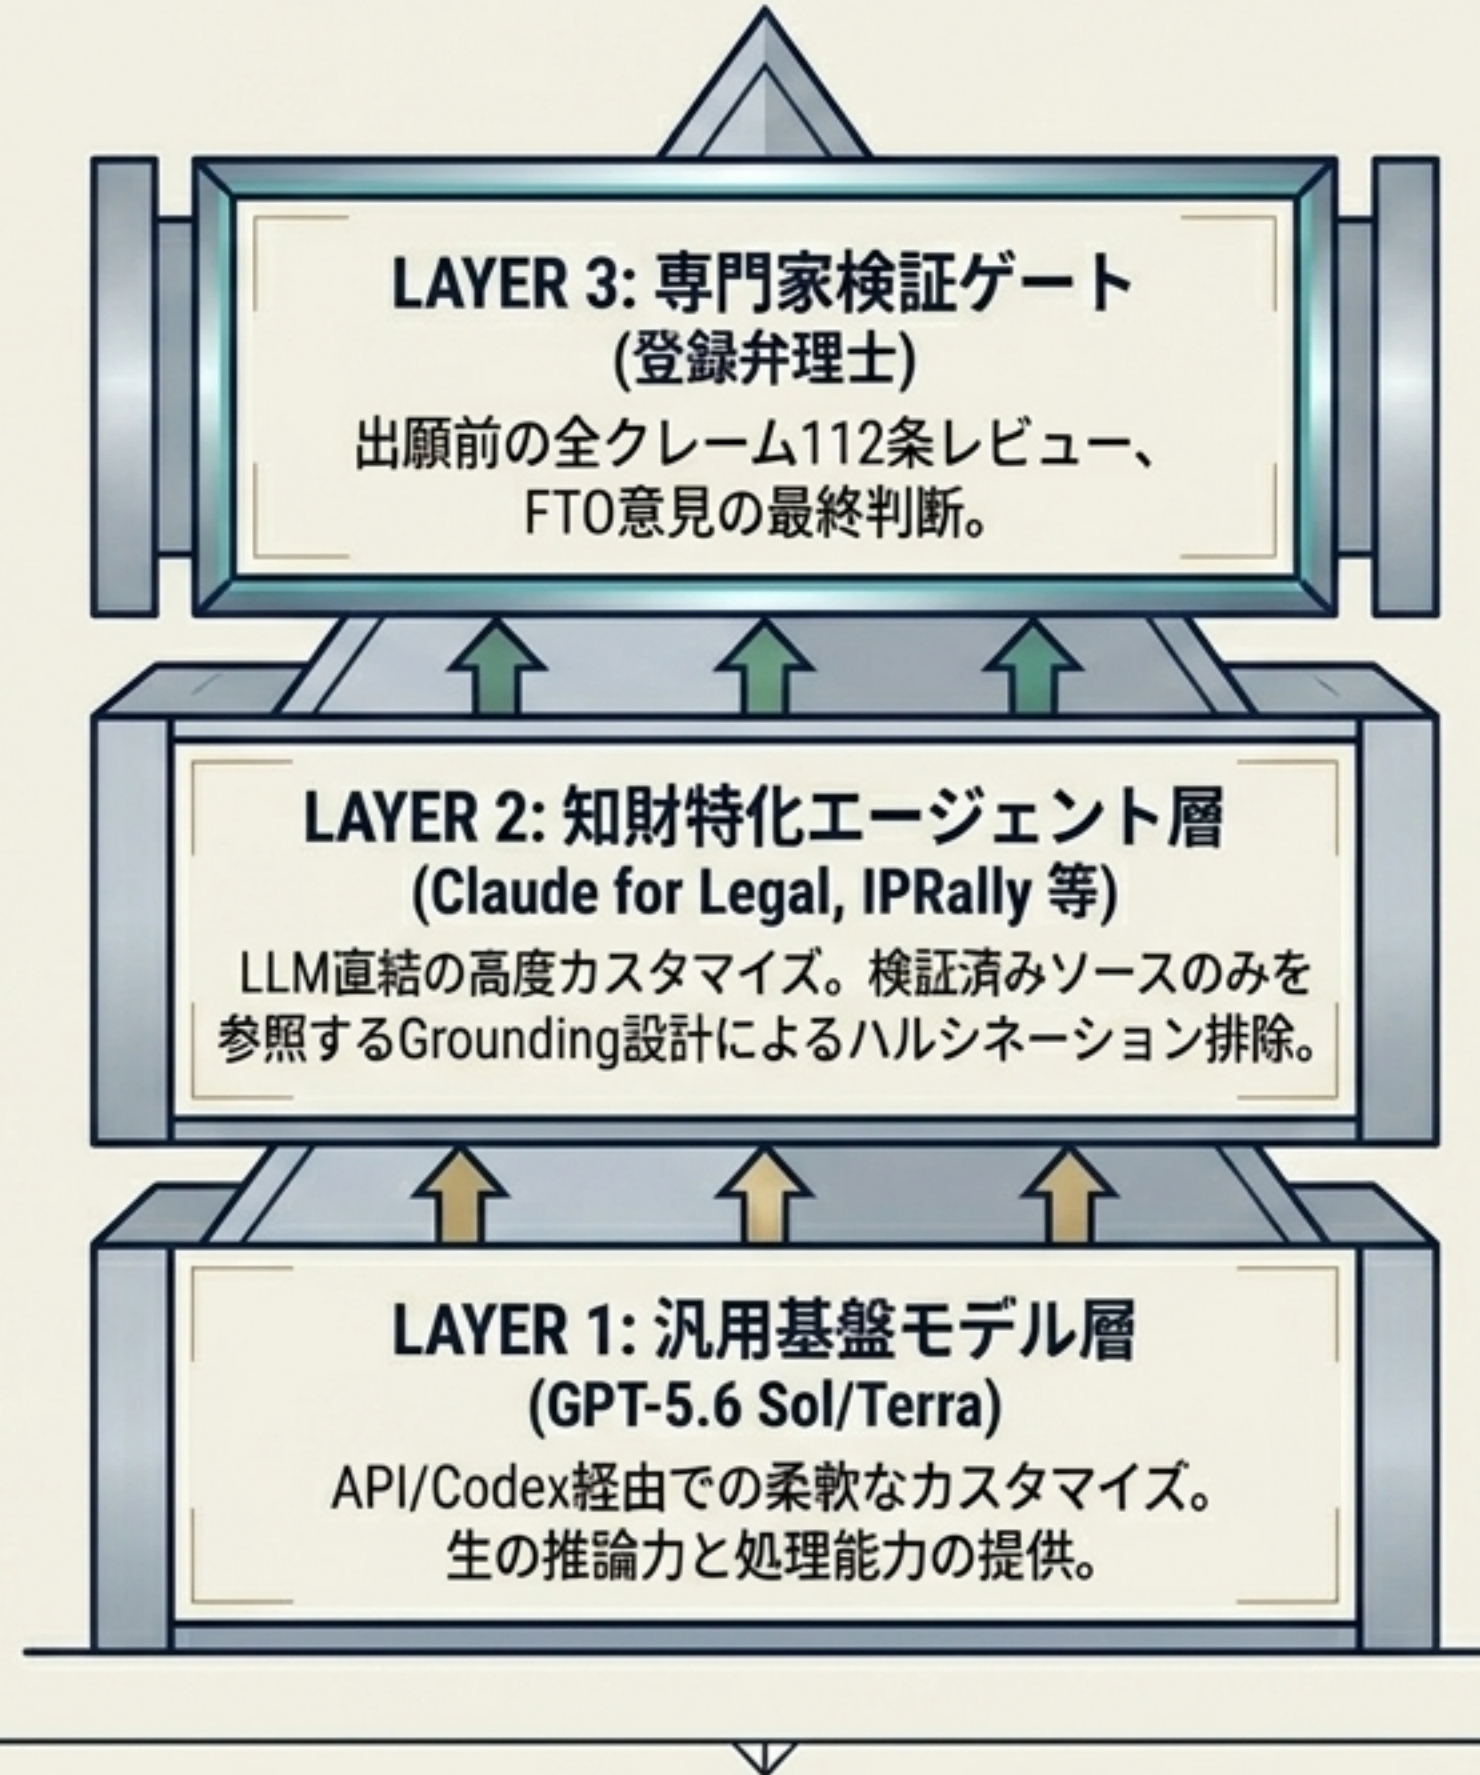 LAYER 3: 専門家検証ゲート
(登録弁理士)
出願前の全クレーム112条レビュー、
FTO意見の最終判断。
LAYER 2: 知財特化エージェント層
(Claude for Legal, IPRally 等)
LLM直結の高度カスタマイズ。検証済みソースのみを
参照するGrounding設計によるハルシネーション排除。
LAYER 1: 汎用基盤モデル層
(GPT-5.6 Sol/Terra)
API/Codex経由での柔軟なカスタマイズ。
生の推論力と処理能力の提供。